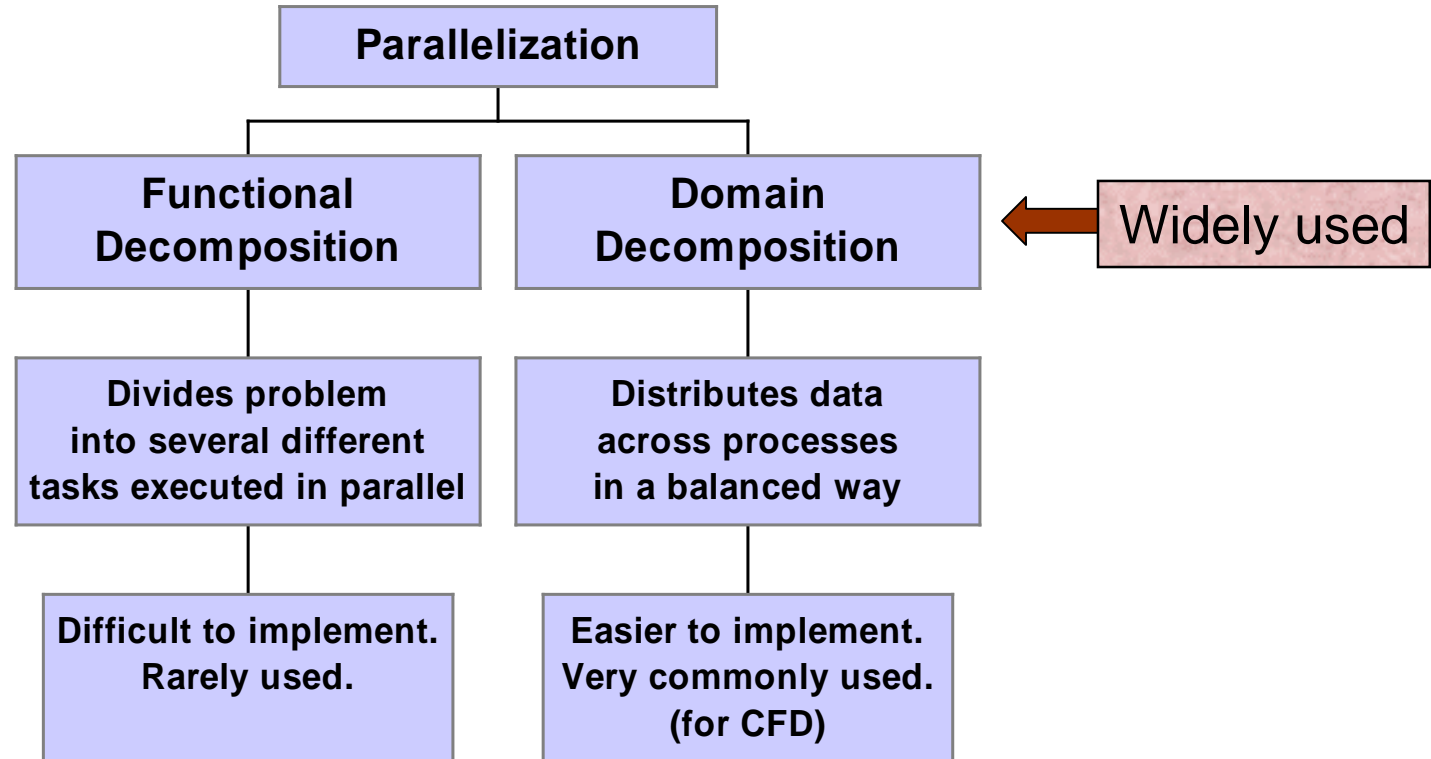 Parallelization
Functional
Decomposition
Domain
Decomposition
Widely used
Divides problem
into several different
tasks executed in parallel
Distributes data
across processes
in a balanced way
Difficult to implement.
Rarely used.
Easier to implement.
Very commonly used.
(for CFD)